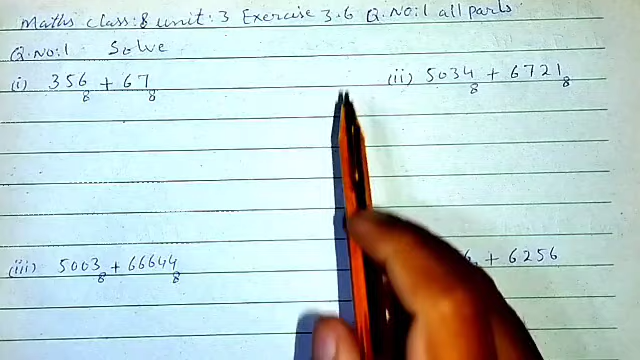 Maths class:8 unit:3 Exercise 3.6 Q.No:1 all parts
Q.No:1 Solve
(i) 356₈ + 67₈ (ii) 5034₈ + 6721₈
(iii) 5003₈ + 66644₈ + 6256